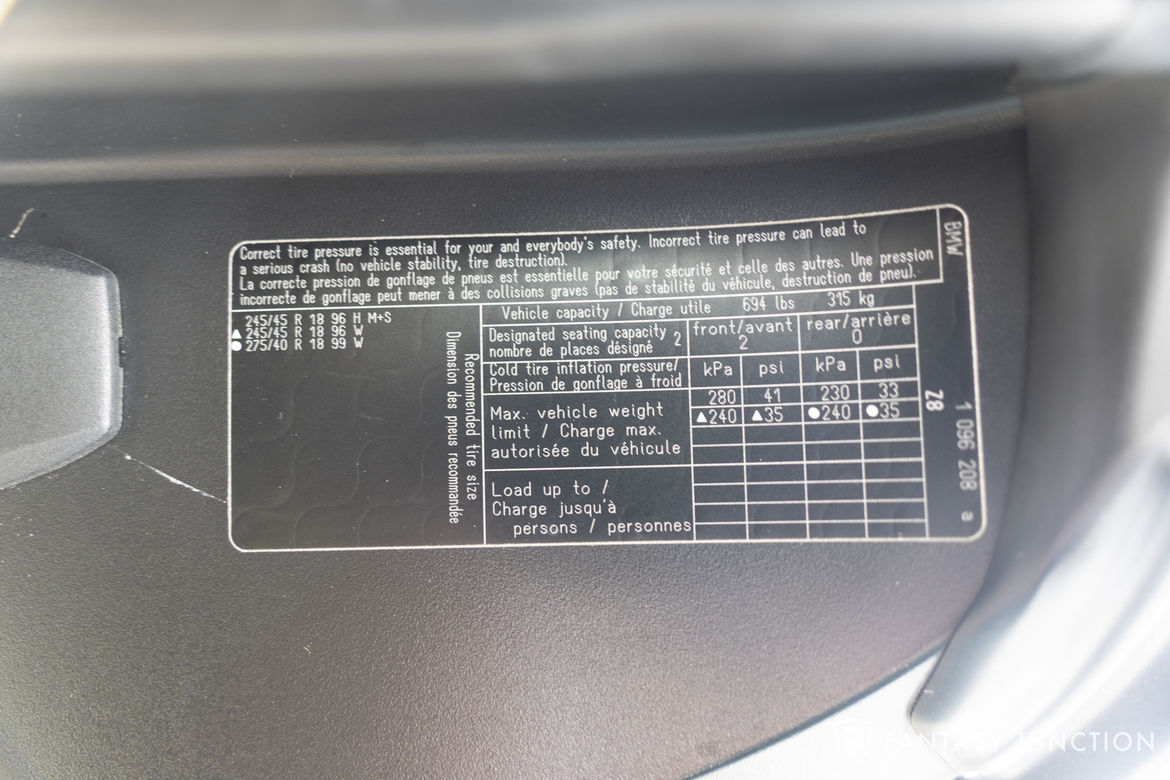 Correct tire pressure is essential for your and everybody's safety. Incorrect tire pressure can lead to
a serious crash (no vehicle stability, tire destruction).
La correcte pression de gonflage de pneus est essentielle pour votre sécurité et celle des autres. Une pression
incorrecte de gonflage peut mener à des collisions graves (pas de stabilité du véhicule, destruction de pneu).
BMW
245/45 R 18 96 H M+S
▲ 245/45 R 18 96 W
● 275/40 R 18 99 W
Recommended tire size
Dimension des pneus recommandée
Vehicle capacity / Charge utile 694 lbs 315 kg
Designated seating capacity
nombre de places désigné 2
front/avant
2
rear/arrière
0
Cold tire inflation pressure/
Pression de gonflage à froid
kPa psi kPa psi
Max. vehicle weight
limit / Charge max.
autorisée du véhicule
280 41 230 33
▲240 ▲35 ●240 ●35
Load up to /
Charge jusqu'à
persons / personnes
Z8
1 096 208 a
FANTASY JUNCTION